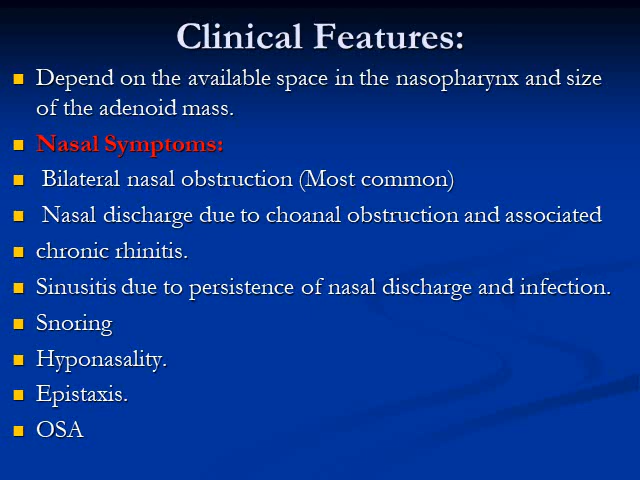 Clinical Features:
Depend on the available space in the nasopharynx and size
of the adenoid mass.
Nasal Symptoms:
Bilateral nasal obstruction (Most common)
Nasal discharge due to choanal obstruction and associated
chronic rhinitis.
Sinusitis due to persistence of nasal discharge and infection.
Snoring
Hyponasality.
Epistaxis.
OSA